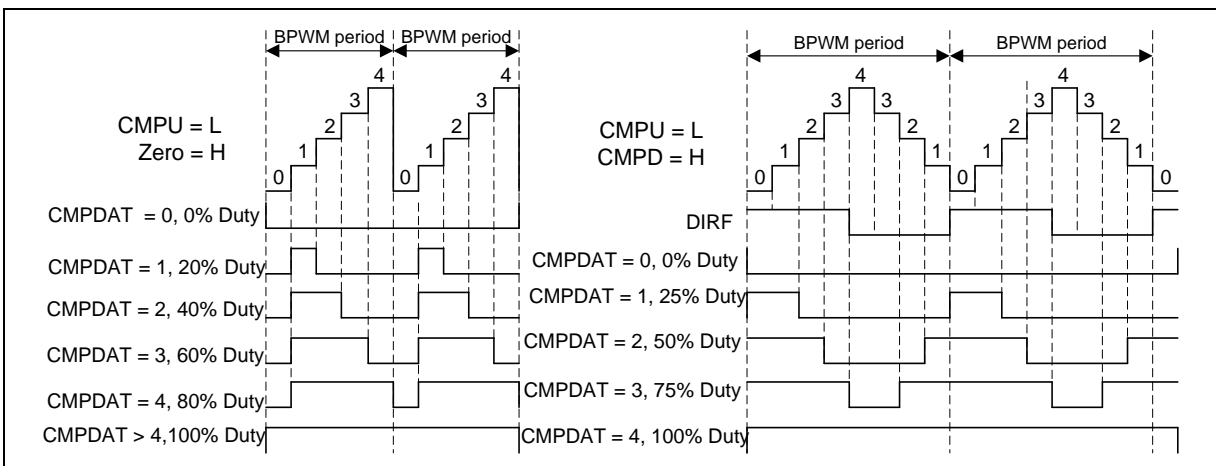 BPWM period BPWM period
0 1 2 3 4 0 1 2 3 4
CMPU = L
Zero = H
CMPDAT = 0, 0% Duty
CMPDAT = 1, 20% Duty
CMPDAT = 2, 40% Duty
CMPDAT = 3, 60% Duty
CMPDAT = 4, 80% Duty
CMPDAT > 4,100% Duty
BPWM period BPWM period
0 1 2 3 4 3 2 1 0 1 2 3 4 3 2 1 0
CMPU = L
CMPD = H
DIRF
CMPDAT = 0, 0% Duty
CMPDAT = 1, 25% Duty
CMPDAT = 2, 50% Duty
CMPDAT = 3, 75% Duty
CMPDAT = 4, 100% Duty